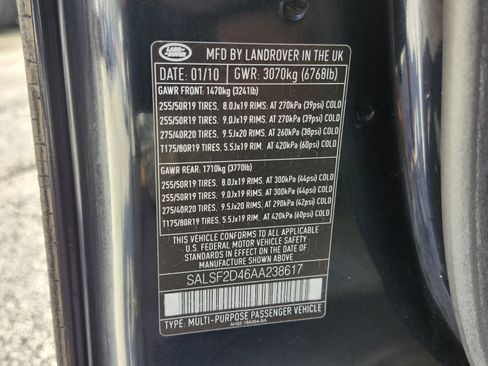 LAND ROVER
MFD BY LANDROVER IN THE UK
DATE: 01/10 GWR: 3070kg (6768lb)
GAWR FRONT: 1470kg (3241lb)
255/50R19 TIRES, 8.0Jx19 RIMS, AT 270kPa (39psi) COLD
255/50R19 TIRES, 9.0Jx19 RIMS, AT 270kPa (39psi) COLD
275/40R20 TIRES, 9.5Jx20 RIMS, AT 260kPa (38psi) COLD
T175/80R19 TIRES, 5.5Jx19 RIM, AT 420kPa (60psi) COLD
GAWR REAR: 1710kg (3770lb)
255/50R19 TIRES, 8.0Jx19 RIMS, AT 300kPa (44psi) COLD
255/50R19 TIRES, 9.0Jx19 RIMS, AT 300kPa (44psi) COLD
275/40R20 TIRES, 9.5Jx20 RIMS, AT 290kPa (42psi) COLD
T175/80R19 TIRES, 5.5Jx19 RIM, AT 420kPa (60psi) COLD
THIS VEHICLE CONFORMS TO ALL APPLICABLE
U.S. FEDERAL MOTOR VEHICLE SAFETY
STANDARDS IN EFFECT ON THE DATE OF
MANUFACTURE SHOWN ABOVE.
SALSF2D46AA238617
TYPE: MULTI-PURPOSE PASSENGER VEHICLE